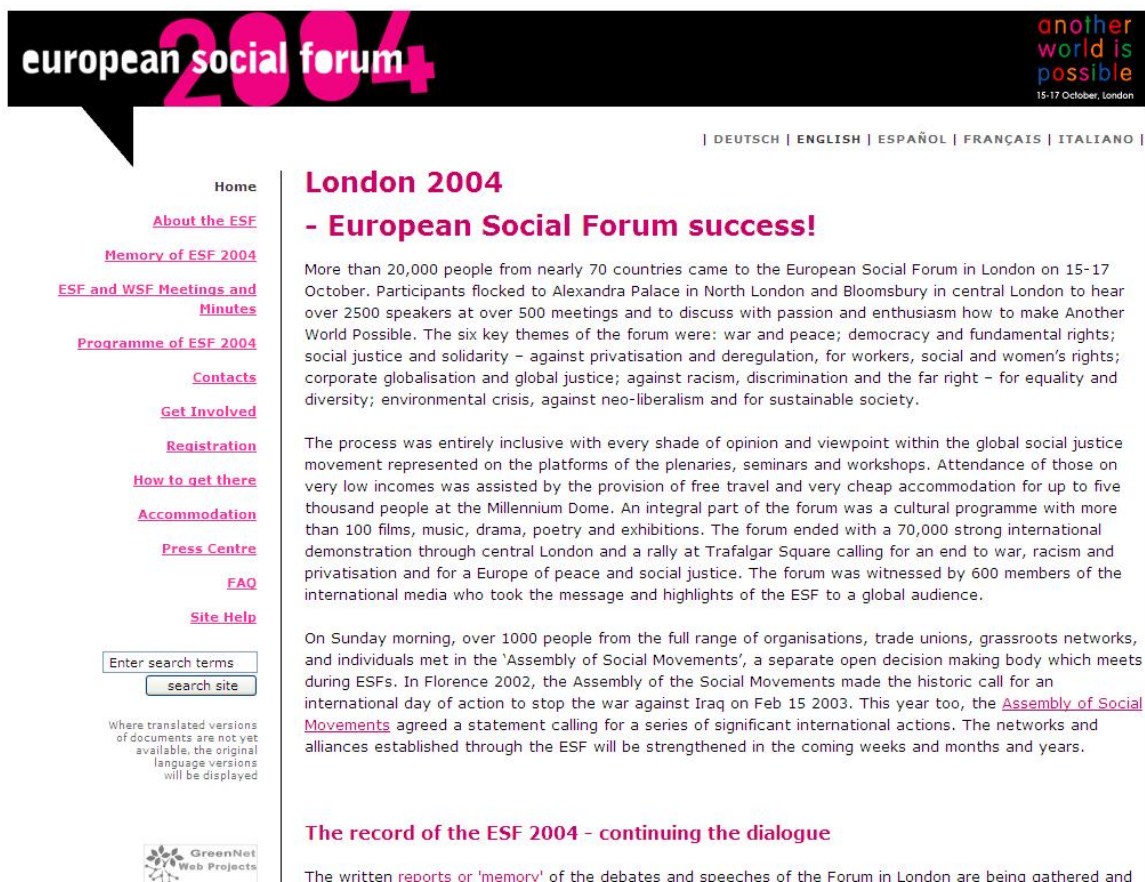 european social forum
2004
another
world is
possible
15-17 October, London
| DEUTSCH | ENGLISH | ESPAÑOL | FRANÇAIS | ITALIANO |
Home
About the ESF
Memory of ESF 2004
ESF and WSF Meetings and
Minutes
Programme of ESF 2004
Contacts
Get Involved
Registration
How to get there
Accommodation
Press Centre
FAQ
Site Help
Enter search terms
search site
Where translated versions
of documents are not yet
available, the original
language versions
will be displayed
GreenNet
Web Projects
London 2004
- European Social Forum success!
More than 20,000 people from nearly 70 countries came to the European Social Forum in London on 15-17
October. Participants flocked to Alexandra Palace in North London and Bloomsbury in central London to hear
over 2500 speakers at over 500 meetings and to discuss with passion and enthusiasm how to make Another
World Possible. The six key themes of the forum were: war and peace; democracy and fundamental rights;
social justice and solidarity – against privatisation and deregulation, for workers, social and women's rights;
corporate globalisation and global justice; against racism, discrimination and the far right – for equality and
diversity; environmental crisis, against neo-liberalism and for sustainable society.
The process was entirely inclusive with every shade of opinion and viewpoint within the global social justice
movement represented on the platforms of the plenaries, seminars and workshops. Attendance of those on
very low incomes was assisted by the provision of free travel and very cheap accommodation for up to five
thousand people at the Millennium Dome. An integral part of the forum was a cultural programme with more
than 100 films, music, drama, poetry and exhibitions. The forum ended with a 70,000 strong international
demonstration through central London and a rally at Trafalgar Square calling for an end to war, racism and
privatisation and for a Europe of peace and social justice. The forum was witnessed by 600 members of the
international media who took the message and highlights of the ESF to a global audience.
On Sunday morning, over 1000 people from the full range of organisations, trade unions, grassroots networks,
and individuals met in the 'Assembly of Social Movements', a separate open decision making body which meets
during ESFs. In Florence 2002, the Assembly of the Social Movements made the historic call for an
international day of action to stop the war against Iraq on Feb 15 2003. This year too, the Assembly of Social
Movements agreed a statement calling for a series of significant international actions. The networks and
alliances established through the ESF will be strengthened in the coming weeks and months and years.
The record of the ESF 2004 - continuing the dialogue
The written reports or 'memory' of the debates and speeches of the Forum in London are being gathered and